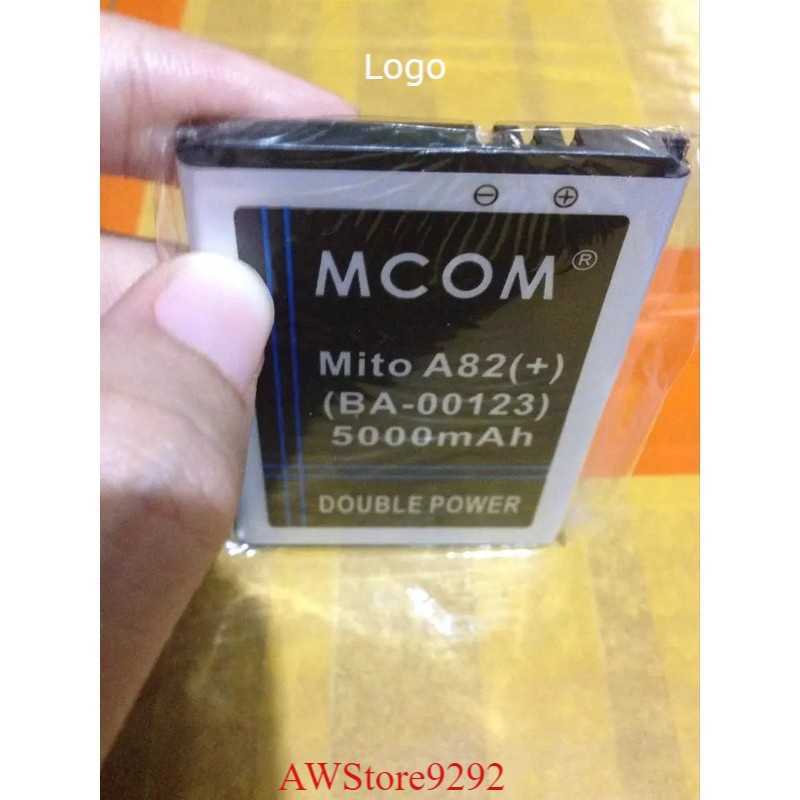 Logo
⊖ ⊕
MCOM®
Mito A82(+)
(BA-00123)
5000mAh
DOUBLE POWER
AWStore9292